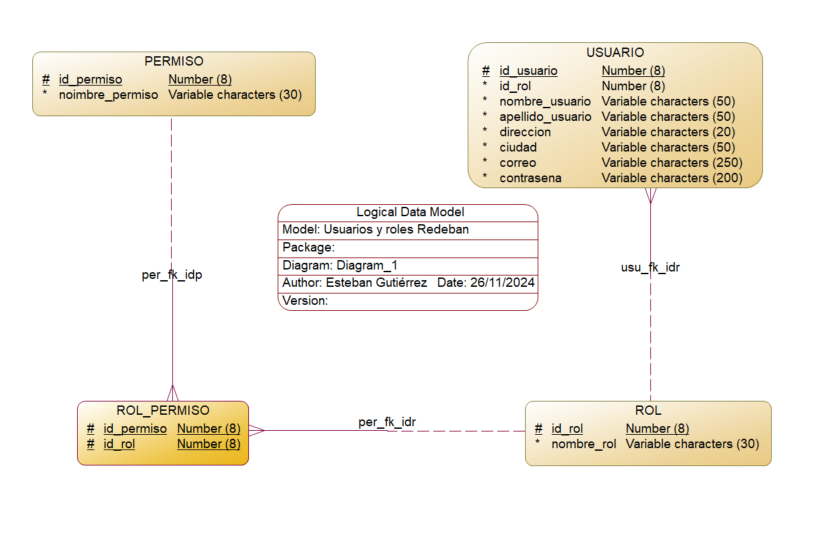 PERMISO
# id_permiso Number (8)
* noimbre_permiso Variable characters (30)
USUARIO
# id_usuario Number (8)
* id_rol Number (8)
* nombre_usuario Variable characters (50)
* apellido_usuario Variable characters (50)
* direccion Variable characters (20)
* ciudad Variable characters (50)
* correo Variable characters (250)
* contrasena Variable characters (200)
Logical Data Model
Model: Usuarios y roles Redeban
Package:
Diagram: Diagram_1
Author: Esteban Gutiérrez Date: 26/11/2024
Version:
per_fk_idp
usu_fk_idr
ROL_PERMISO
# id_permiso Number (8)
# id_rol Number (8)
per_fk_idr
ROL
# id_rol Number (8)
* nombre_rol Variable characters (30)